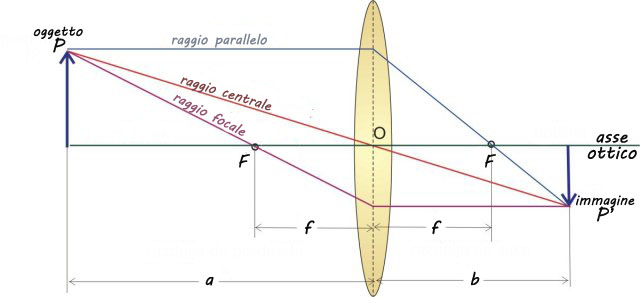 oggetto
P
raggio parallelo
raggio centrale
raggio focale
O
F
F
asse
ottico
immagine
P'
f
f
a
b